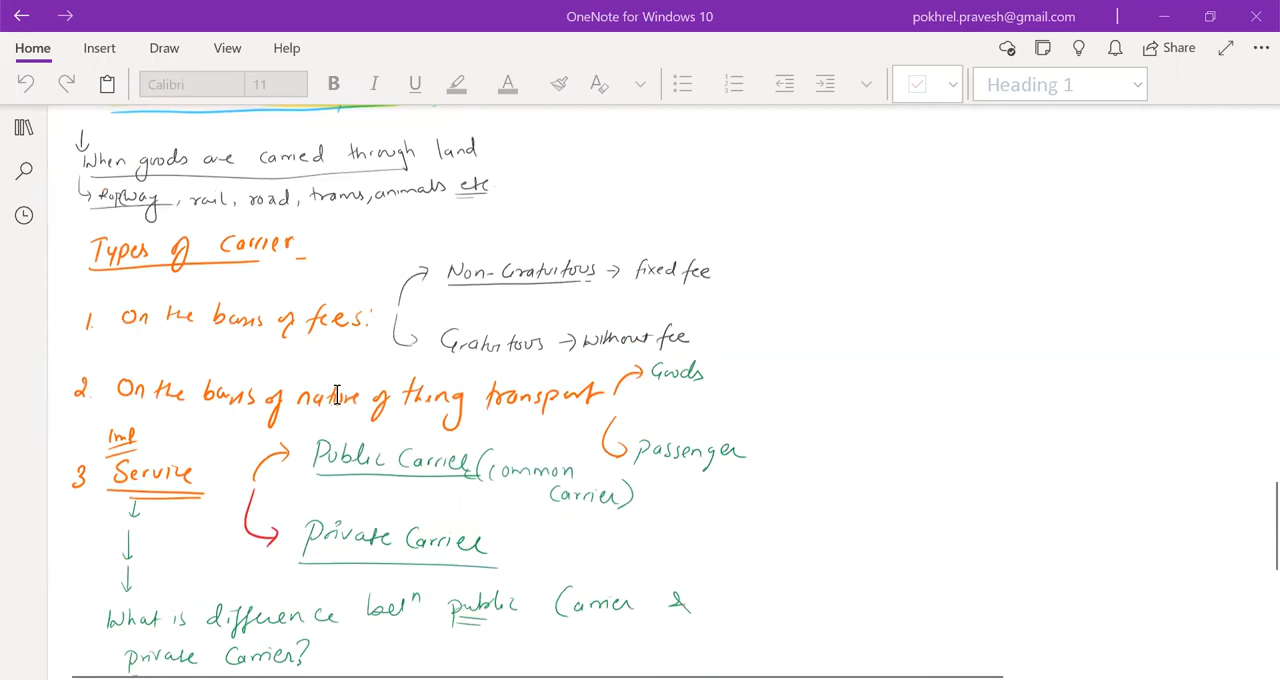 OneNote for Windows 10
pokhrel.pravesh@gmail.com
Home Insert Draw View Help
Share
Calibri 11 B I U A Heading 1
When goods are carried through land
Ropway, rail, road, trams, animals etc
Types of Carrier
1. On the basis of fees:
Non-Gratuitous → fixed fee
Gratuitous → without fee
2. On the basis of nature of thing transport
Goods
passenger
Imp
3 Service
Public Carrier (common
carrier)
Private Carrier
What is difference betn public Carrier &
private Carrier?